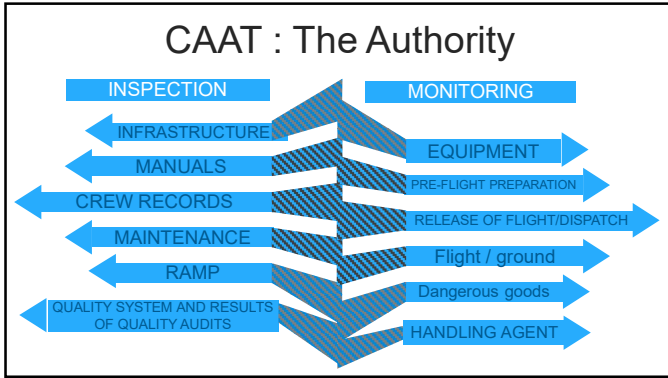 CAAT : The Authority
INSPECTION
MONITORING
INFRASTRUCTURE
EQUIPMENT
MANUALS
PRE-FLIGHT PREPARATION
CREW RECORDS
RELEASE OF FLIGHT/DISPATCH
MAINTENANCE
Flight / ground
RAMP
Dangerous goods
QUALITY SYSTEM AND RESULTS
OF QUALITY AUDITS
HANDLING AGENT